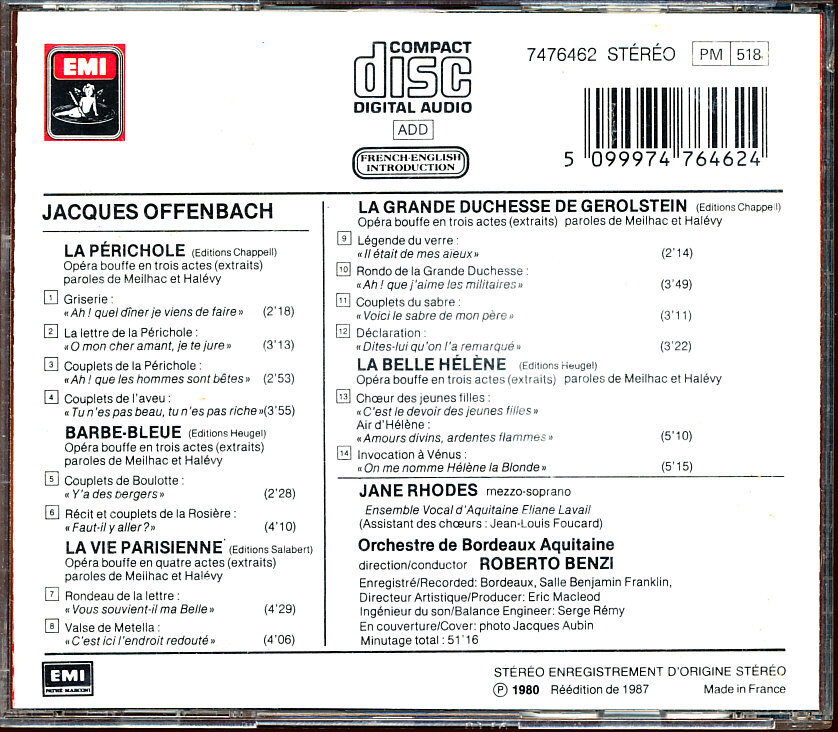 EMI
COMPACT
disc
DIGITAL AUDIO
ADD
FRENCH-ENGLISH
INTRODUCTION
7476462 STÉRÉO PM 518
5 099974 764624
JACQUES OFFENBACH
LA PÉRICHOLE (Editions Chappell)
Opéra bouffe en trois actes (extraits)
paroles de Meilhac et Halévy
1 Griserie :
«Ah ! quel dîner je viens de faire» (2'18)
2 La lettre de la Périchole :
«O mon cher amant, je te jure» (3'13)
3 Couplets de la Périchole :
«Ah ! que les hommes sont bêtes» (2'53)
4 Couplets de l'aveu :
«Tu n'es pas beau, tu n'es pas riche» (3'55)
BARBE-BLEUE (Editions Heugel)
Opéra bouffe en trois actes (extraits)
paroles de Meilhac et Halévy
5 Couplets de Boulotte :
«Y'a des bergers» (2'28)
6 Récit et couplets de la Rosière :
«Faut-il y aller ?» (4'10)
LA VIE PARISIENNE (Editions Salabert)
Opéra bouffe en quatre actes (extraits)
paroles de Meilhac et Halévy
7 Rondeau de la lettre :
«Vous souvient-il ma Belle» (4'29)
8 Valse de Metella :
«C'est ici l'endroit redouté» (4'06)
LA GRANDE DUCHESSE DE GEROLSTEIN (Editions Chappell)
Opéra bouffe en trois actes (extraits) paroles de Meilhac et Halévy
9 Légende du verre :
«Il était de mes aïeux» (2'14)
10 Rondo de la Grande Duchesse :
«Ah ! que j'aime les militaires» (3'49)
11 Couplets du sabre :
«Voici le sabre de mon père» (3'11)
12 Déclaration :
«Dites-lui qu'on l'a remarqué» (3'22)
LA BELLE HÉLÈNE (Editions Heugel)
Opéra bouffe en trois actes (extraits) paroles de Meilhac et Halévy
13 Chœur des jeunes filles :
«C'est le devoir des jeunes filles»
Air d'Hélène :
«Amours divins, ardentes flammes» (5'10)
14 Invocation à Vénus :
«On me nomme Hélène la Blonde» (5'15)
JANE RHODES mezzo-soprano
Ensemble Vocal d'Aquitaine Eliane Lavail
(Assistant des chœurs : Jean-Louis Foucard)
Orchestre de Bordeaux Aquitaine
direction/conductor ROBERTO BENZI
Enregistré/Recorded: Bordeaux, Salle Benjamin Franklin,
Directeur Artistique/Producer: Eric Macleod
Ingénieur du son/Balance Engineer: Serge Rémy
En couverture/Cover: photo Jacques Aubin
Minutage total : 51'16
EMI
PATHÉ MARCONI
STÉRÉO ENREGISTREMENT D'ORIGINE STÉRÉO
Ⓟ 1980 Réédition de 1987 Made in France